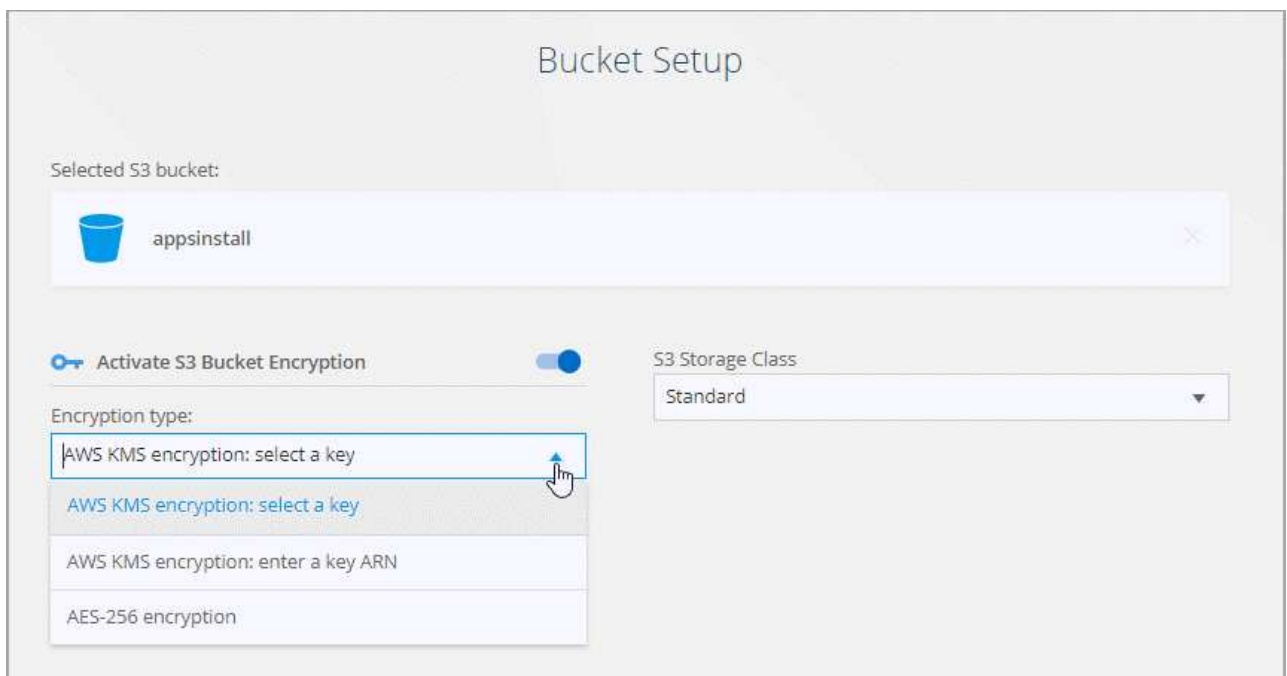 Bucket Setup
Selected S3 bucket:
appsinstall
Activate S3 Bucket Encryption
S3 Storage Class
Standard
Encryption type:
AWS KMS encryption: select a key
AWS KMS encryption: select a key
AWS KMS encryption: enter a key ARN
AES-256 encryption